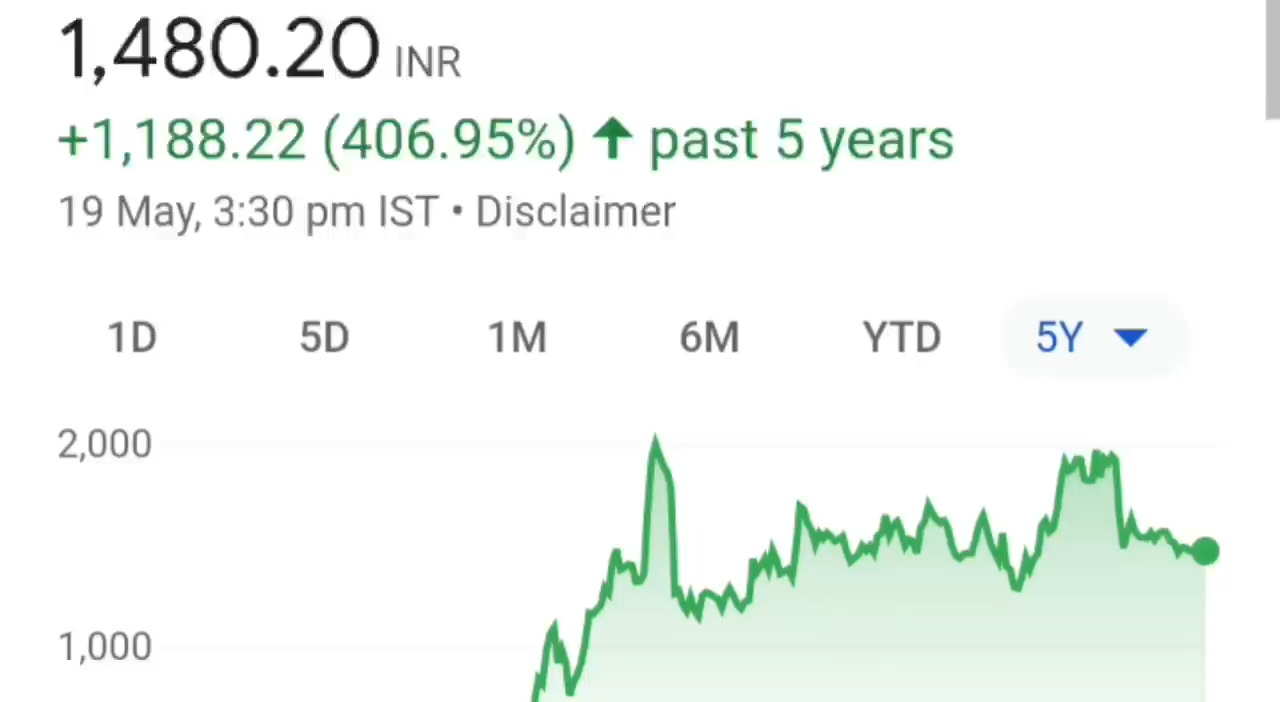 1,480.20 INR
+1,188.22 (406.95%) ↑ past 5 years
19 May, 3:30 pm IST • Disclaimer
1D 5D 1M 6M YTD 5Y
2,000
1,000